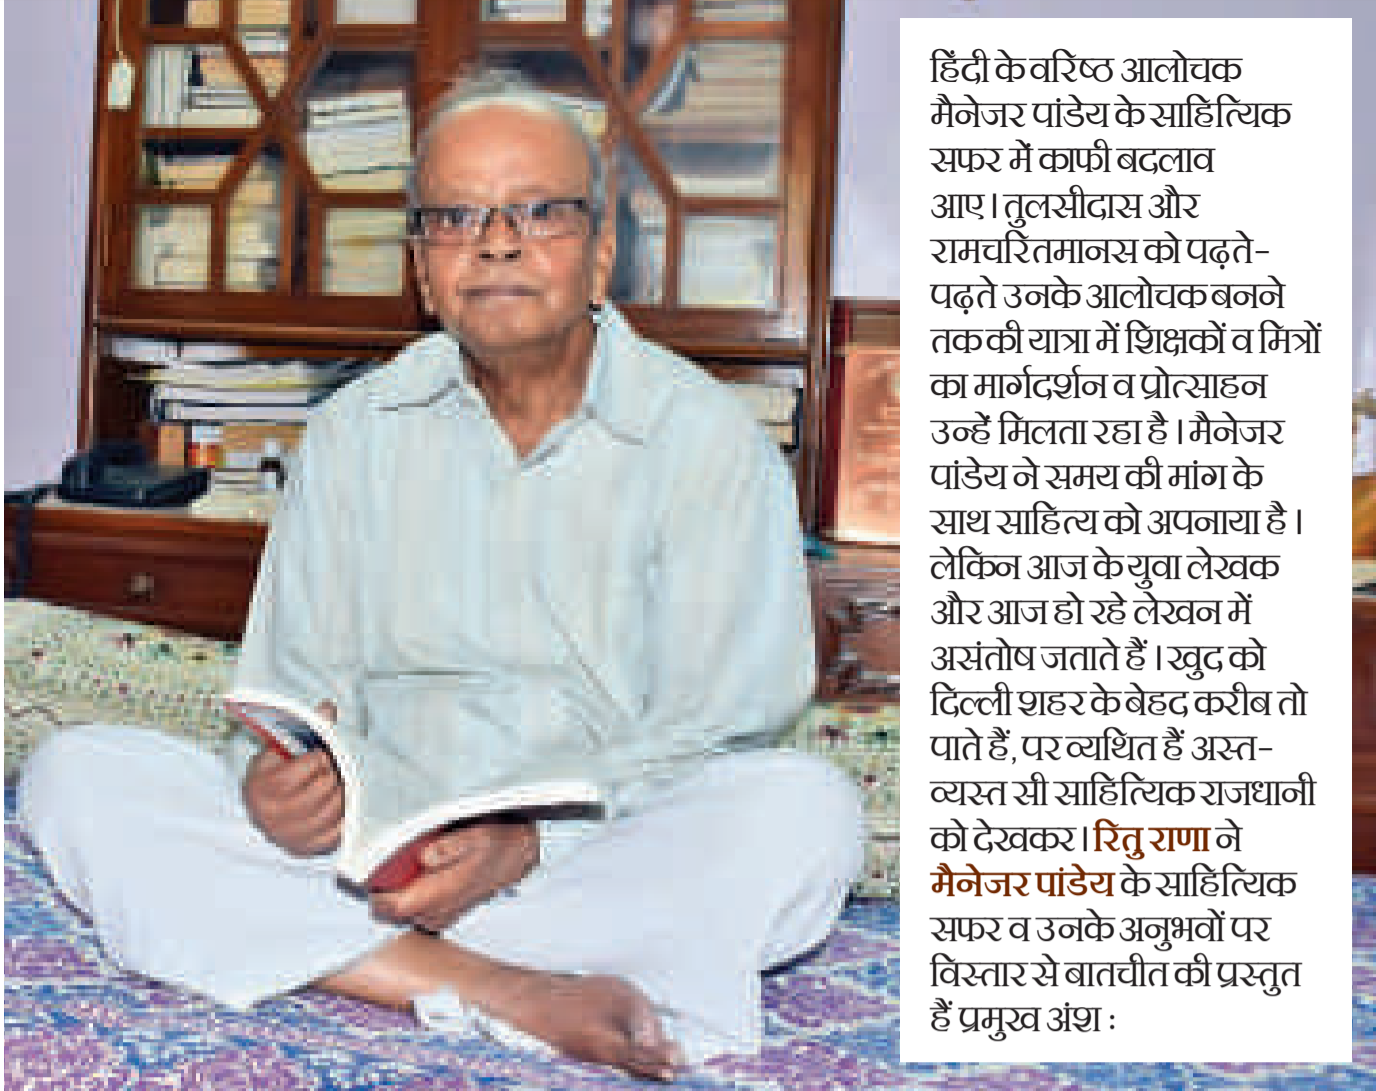 हिंदी के वरिष्ठ आलोचक
मैनेजर पांडेय के साहित्यिक
सफर में काफी बदलाव
आए। तुलसीदास और
रामचरितमानस को पढ़ते-
पढ़ते उनके आलोचक बनने
तक की यात्रा में शिक्षकों व मित्रों
का मार्गदर्शन व प्रोत्साहन
उन्हें मिलता रहा है। मैनेजर
पांडेय ने समय की मांग के
साथ साहित्य को अपनाया है।
लेकिन आज के युवा लेखक
और आज हो रहे लेखन में
असंतोष जताते हैं। खुद को
दिल्ली शहर के बेहद करीब तो
पाते हैं, पर व्यथित हैं अस्त-
व्यस्त सी साहित्यिक राजधानी
को देखकर। रितु राणा ने
मैनेजर पांडेय के साहित्यिक
सफर व उनके अनुभवों पर
विस्तार से बातचीत की प्रस्तुत
हैं प्रमुख अंश :